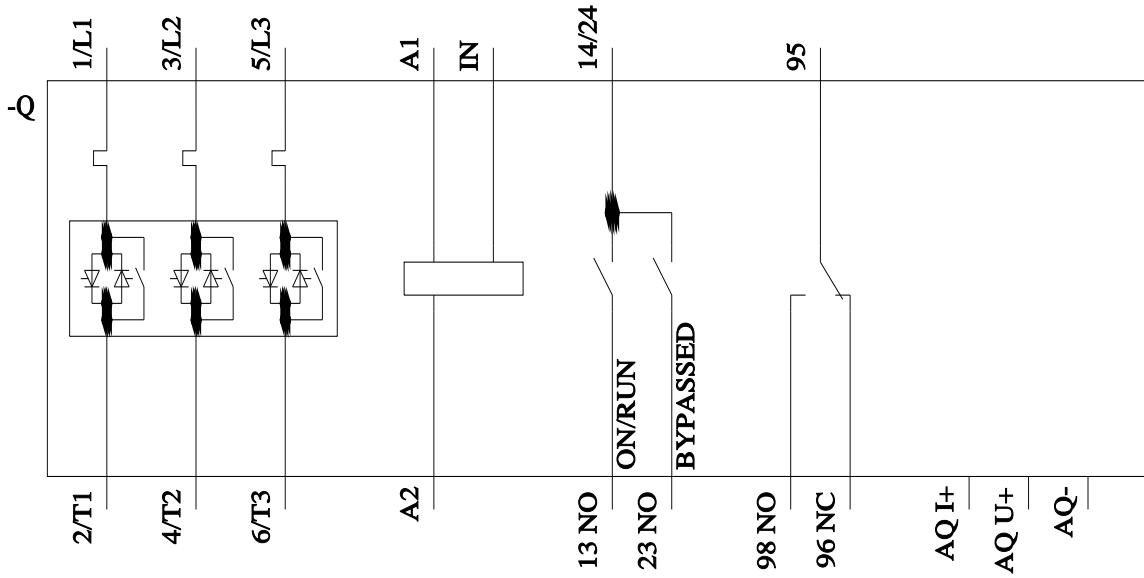 1/L1
3/L2
5/L3
A1
IN
14/24
95
-Q
ON/RUN
BYPASSED
2/T1
4/T2
6/T3
A2
13 NO
23 NO
98 NO
96 NC
AQ I+
AQ U+
AQ-